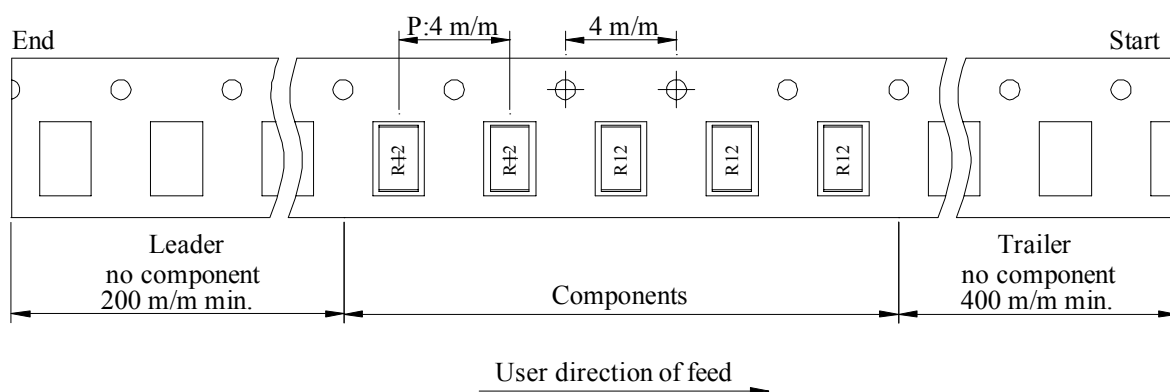 P:4 m/m
4 m/m
End
Start
R12
R12
R12
R12
R12
Leader
no component
200 m/m min.
Components
Trailer
no component
400 m/m min.
User direction of feed